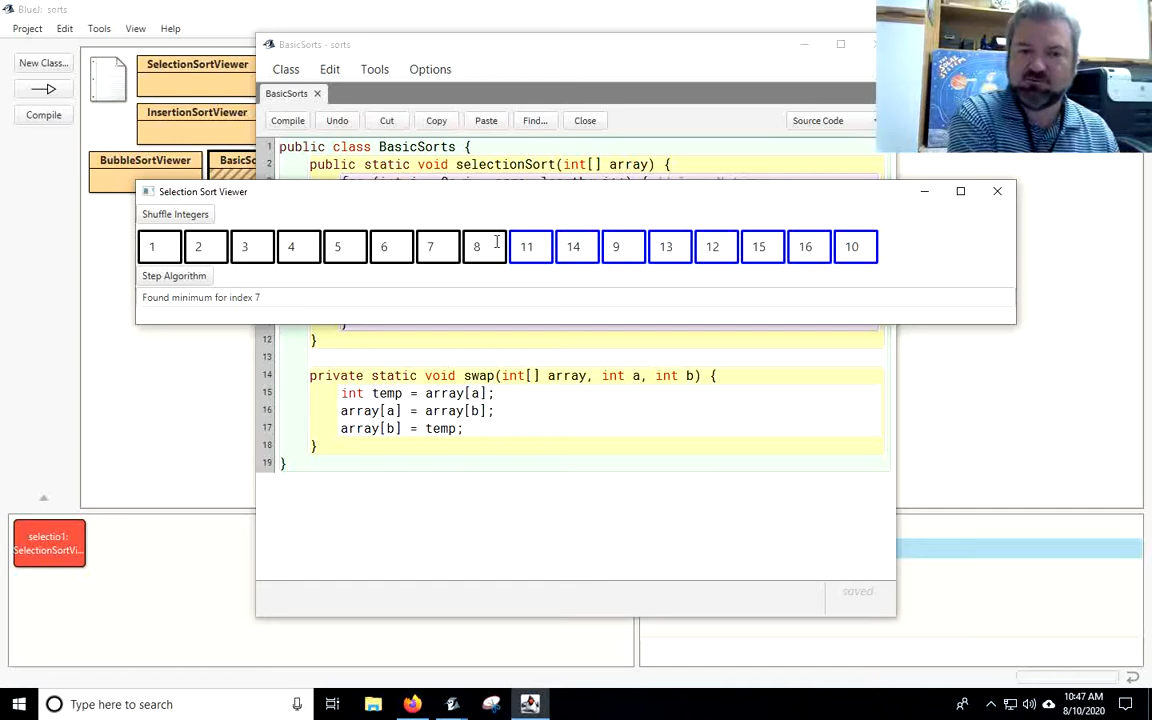 BlueJ: sorts
Project Edit Tools View Help
New Class...
Compile
SelectionSortViewer
InsertionSortViewer
BubbleSortViewer
BasicSo
BasicSorts - sorts
Class Edit Tools Options
BasicSorts ×
Compile Undo Cut Copy Paste Find... Close Source Code
1 public class BasicSorts {
2 public static void selectionSort(int[] array) {
Selection Sort Viewer
Shuffle Integers
1 2 3 4 5 6 7 8 11 14 9 13 12 15 16 10
Step Algorithm
Found minimum for index 7
12 }
13
14 private static void swap(int[] array, int a, int b) {
15 int temp = array[a];
16 array[a] = array[b];
17 array[b] = temp;
18 }
19 }
saved
selectio1:
SelectionSortVi...
Type here to search
10:47 AM
8/10/2020